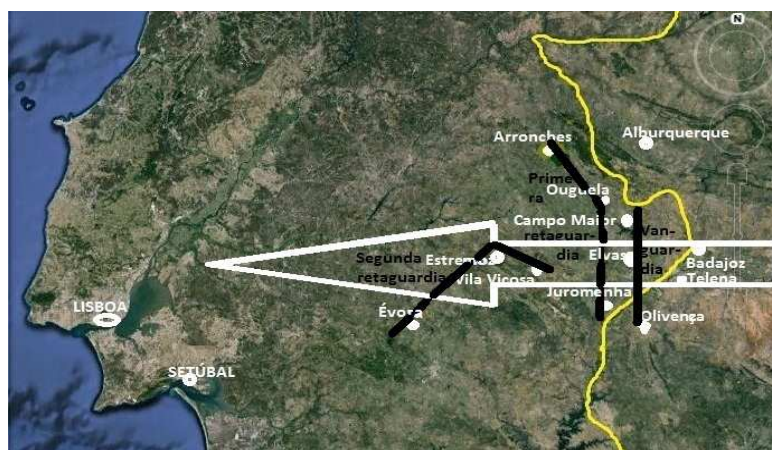 N
Arronches
Alburquerque
Prime
ra
Ouguela
Campo Maior
retaguar-
dia
Van-
guar-
dia
Segunda
retaguardia
Estremoz
Elvas
Badajoz
Vila Viçosa
Telena
Juromenha
LISBOA
Évora
Olivença
SETÚBAL